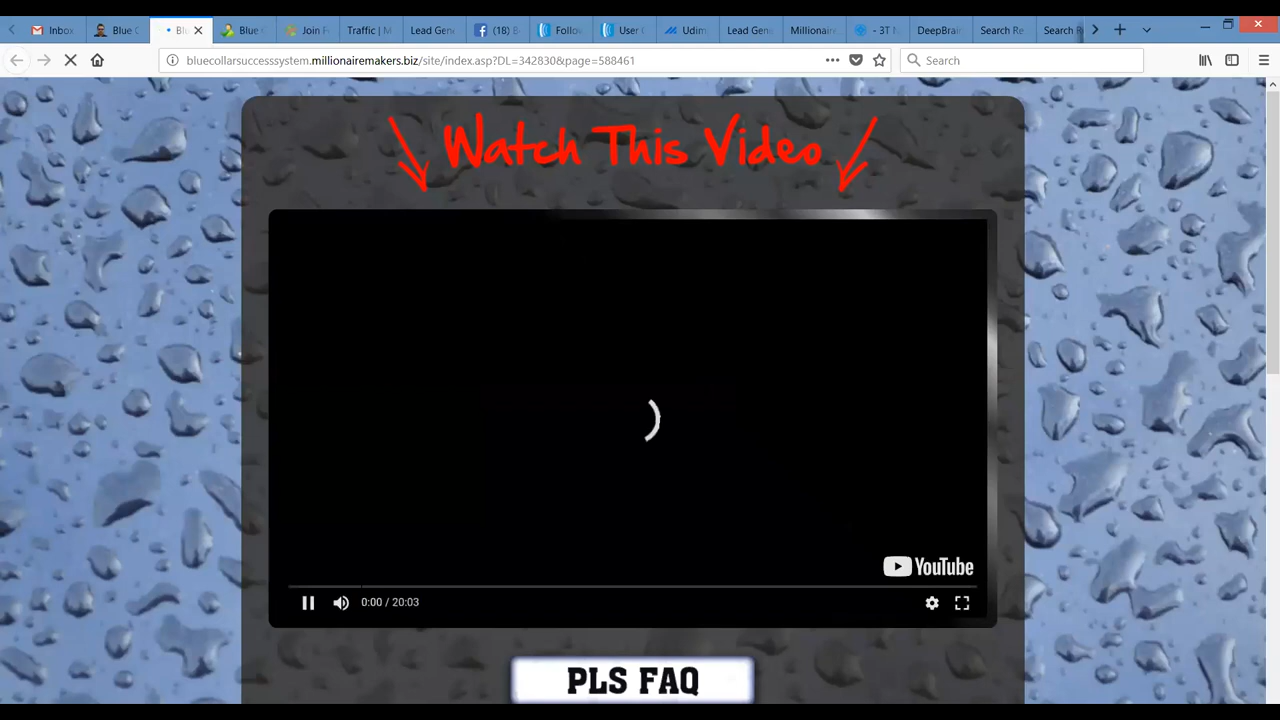 Inbox
Blue C
Blu
Blue C
Join F
Traffic | M
Lead Gene
(18) B
Follo
User C
Udim
Lead Gene
Millionair
- 3T N
DeepBrain
Search Re
Search R
bluecollarsuccesssystem.millionairemakers.biz/site/index.asp?DL=342830&page=588461
Search
Watch This Video
YouTube
0:00 / 20:03
PLS FAQ